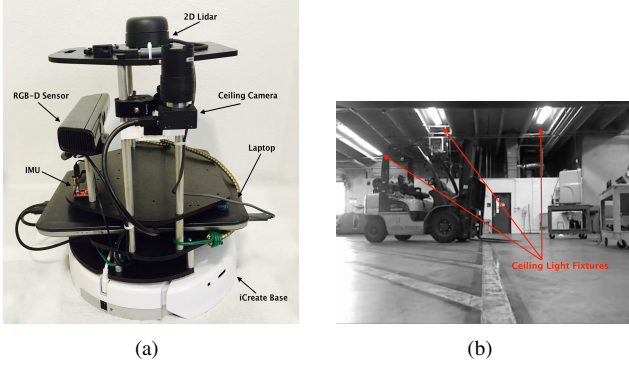 2D Lidar
RGB-D Sensor
Ceiling Camera
Laptop
IMU
iCreate Base
Ceiling Light Fixtures
(a)
(b)